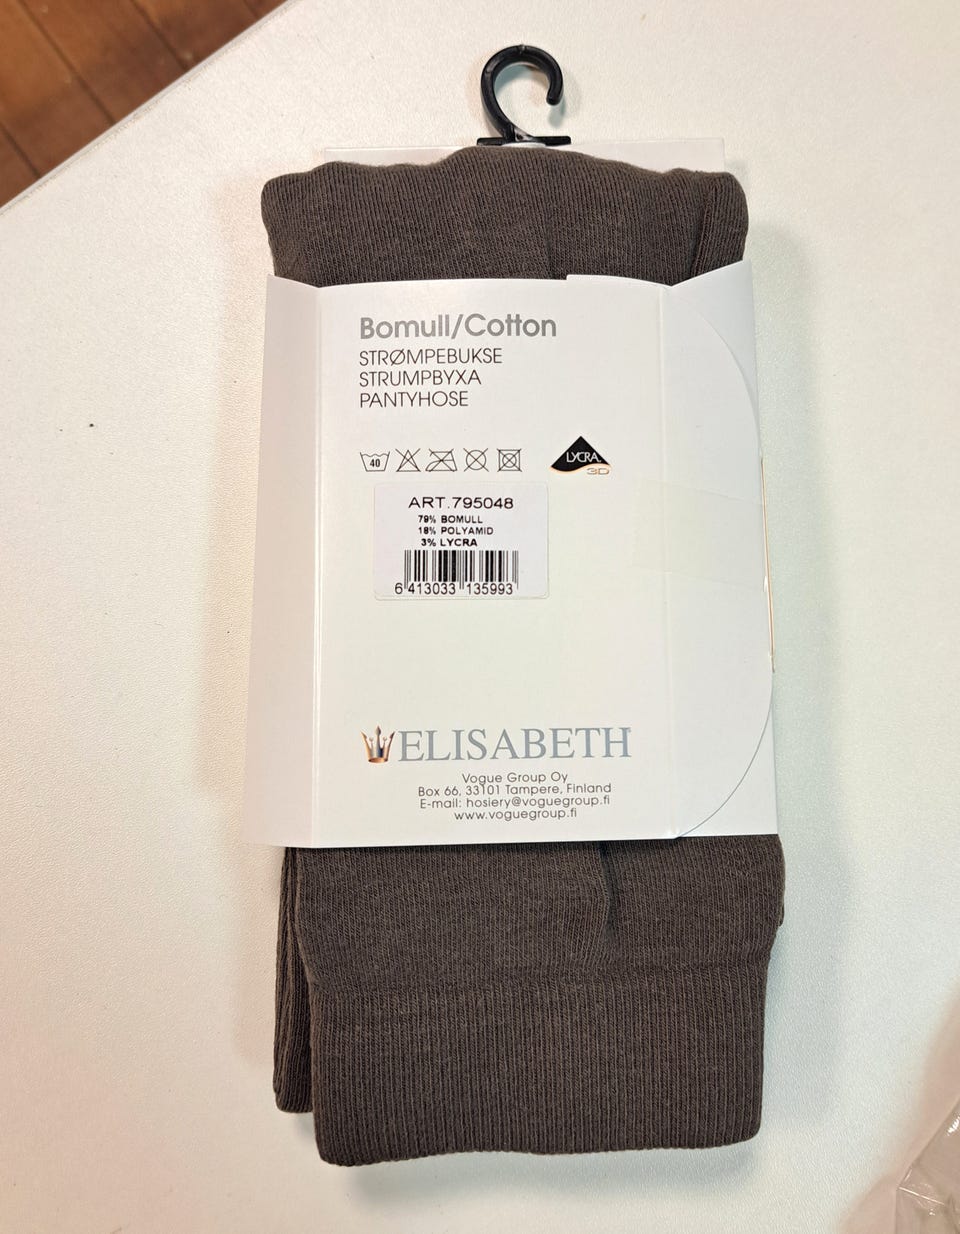 Bomull/Cotton
STRØMPEBUKSE
STRUMPBYXA
PANTYHOSE
40
LYCRA
3D
ART.795048
79% BOMULL
18% POLYAMID
3% LYCRA
6 413033 135993
ELISABETH
Vogue Group Oy
Box 66, 33101 Tampere, Finland
E-mail: hosiery@voguegroup.fi
www.voguegroup.fi